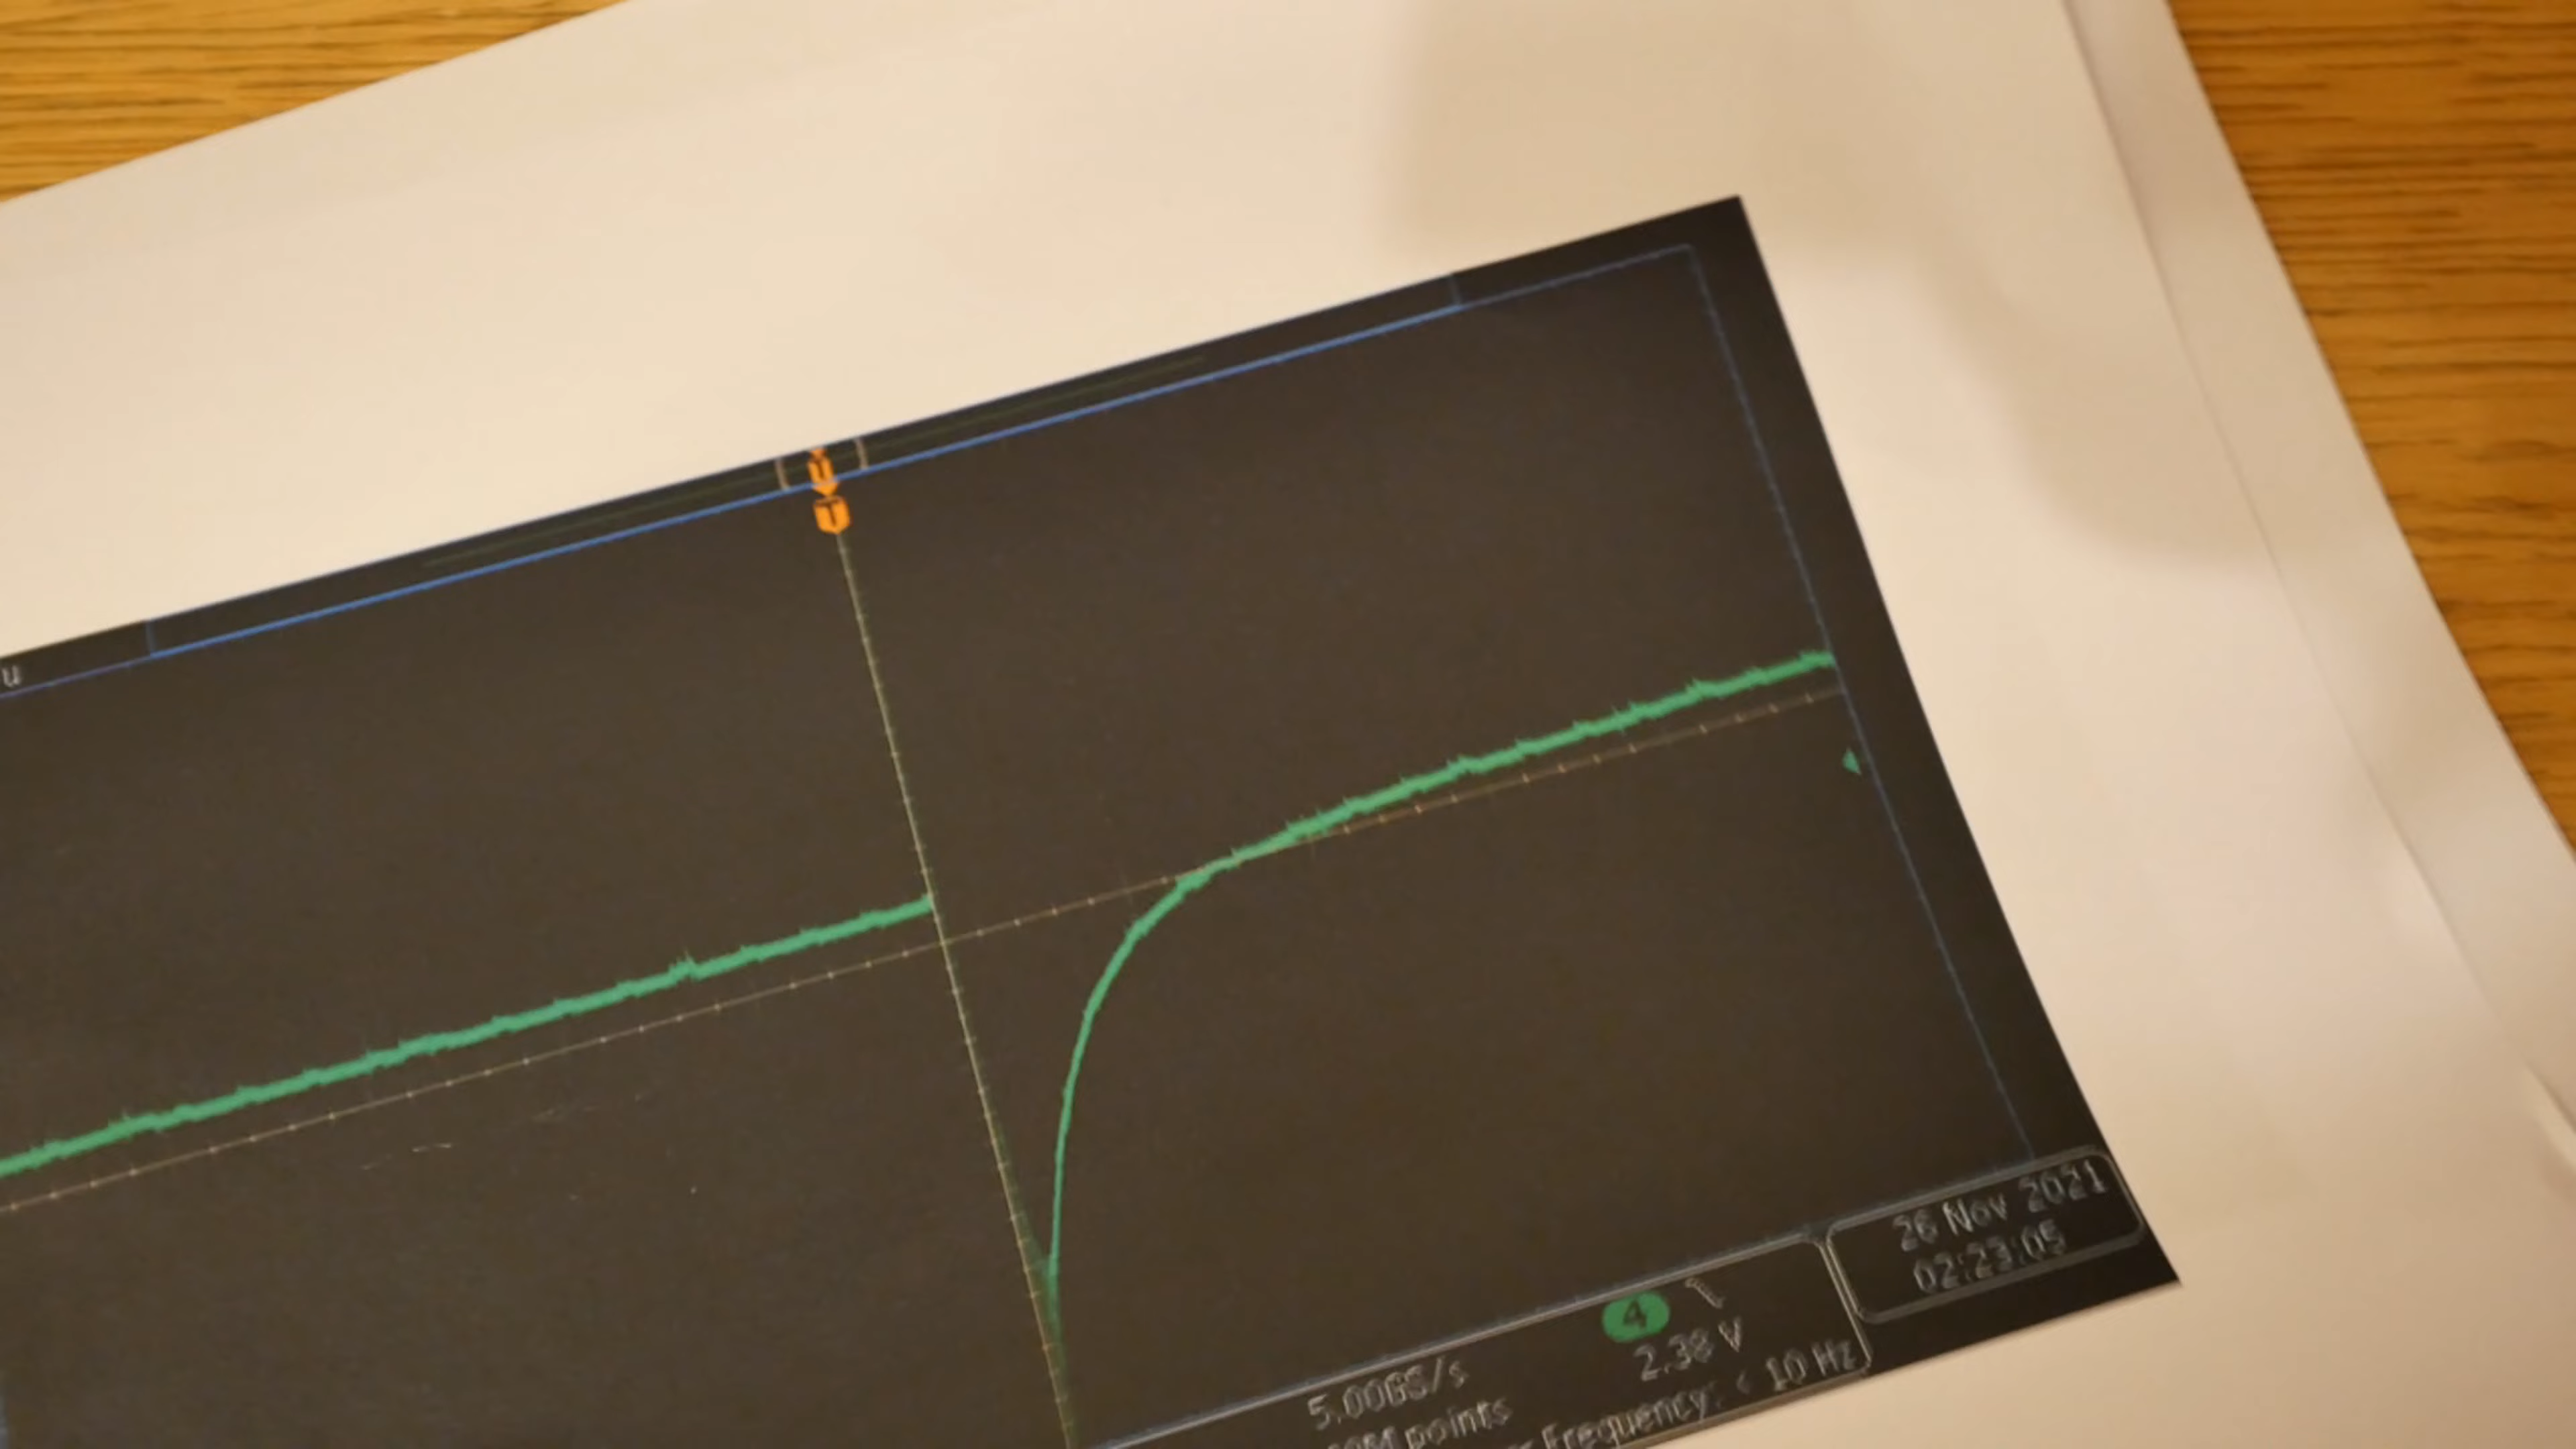 u
T
T
26 Nov 2021
02:23:05
4
2.38 V
5.00GS/s
points
Frequency: < 10 Hz